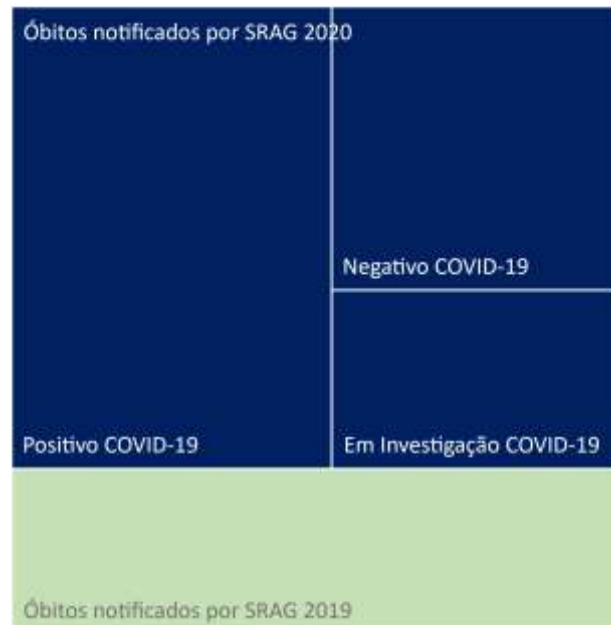 Óbitos notificados por SRAG 2020
Negativo COVID-19
Positivo COVID-19
Em Investigação COVID-19
Óbitos notificados por SRAG 2019